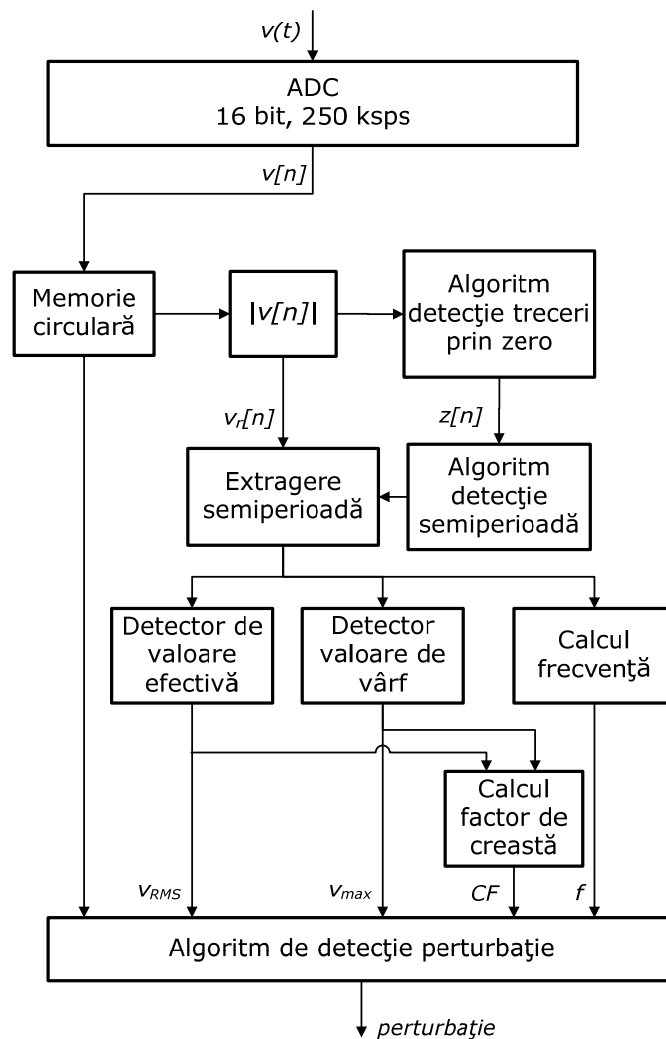 v(t)
ADC
16 bit, 250 ksps
v[n]
Memorie
circulară
|v[n]|
Algoritm
detecţie treceri
prin zero
vr[n]
z[n]
Extragere
semiperioadă
Algoritm
detecţie
semiperioadă
Detector de
valoare
efectivă
Detector
valoare de
vârf
Calcul
frecvenţă
Calcul
factor de
creastă
vRMS
vmax
CF
f
Algoritm de detecţie perturbaţie
perturbaţie